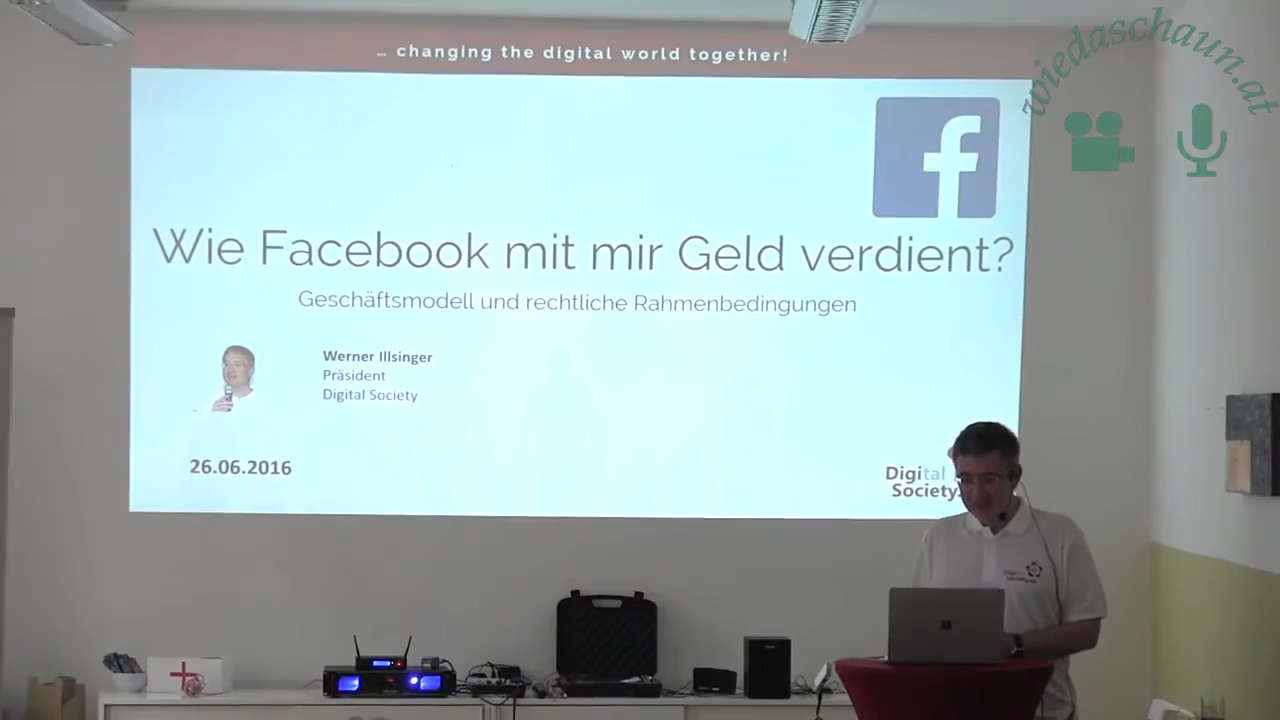 … changing the digital world together!
wiedaschaun.at
Wie Facebook mit mir Geld verdient?
Geschäftsmodell und rechtliche Rahmenbedingungen
Werner Illsinger
Präsident
Digital Society
26.06.2016
Digital
Society